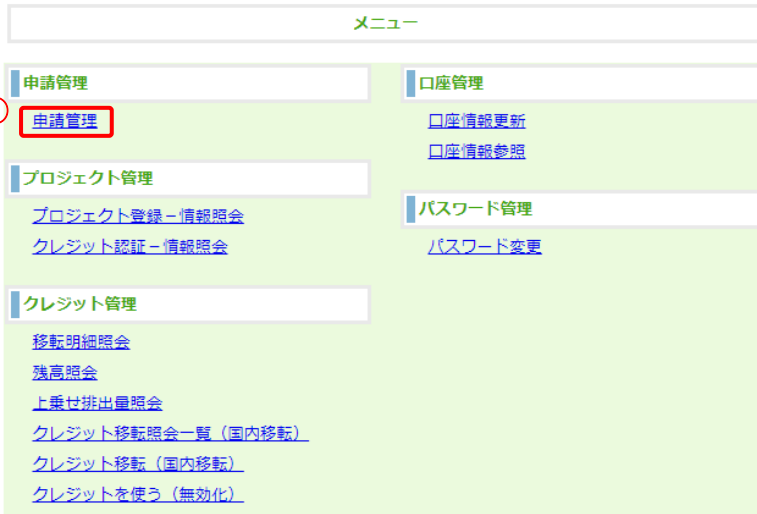 メニュー
申請管理
申請管理
プロジェクト管理
プロジェクト登録－情報照会
クレジット認証－情報照会
クレジット管理
移転明細照会
残高照会
上乗せ排出量照会
クレジット移転照会一覧（国内移転）
クレジット移転（国内移転）
クレジットを使う（無効化）
口座管理
口座情報更新
口座情報参照
パスワード管理
パスワード変更